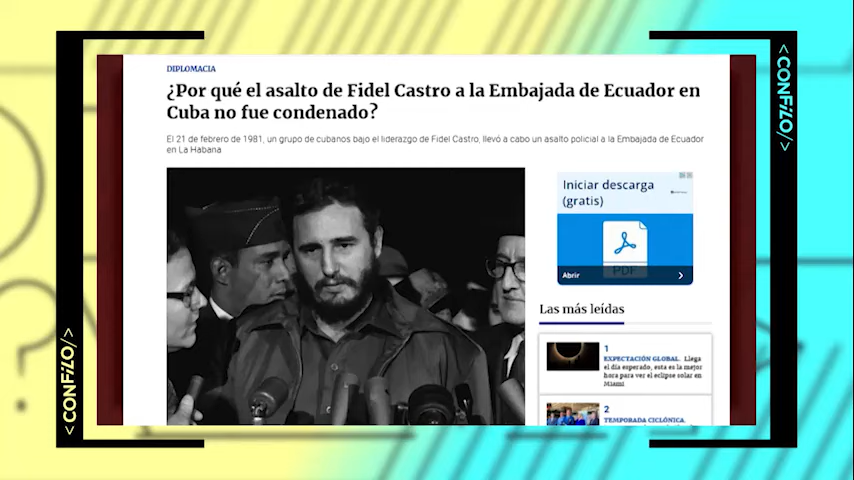 DIPLOMACIA
¿Por qué el asalto de Fidel Castro a la Embajada de Ecuador en
Cuba no fue condenado?
El 21 de febrero de 1981, un grupo de cubanos bajo el liderazgo de Fidel Castro, llevó a cabo un asalto policial a la Embajada de Ecuador
en La Habana
Iniciar descarga
(gratis)
PDF
Abrir
Las más leídas
1
EXPECTACIÓN GLOBAL. Llega
el día esperado, esta es la mejor
hora para ver el eclipse solar en
Miami
2
TEMPORADA CICLÓNICA.
<CONFILO/>
<CONFILO/>